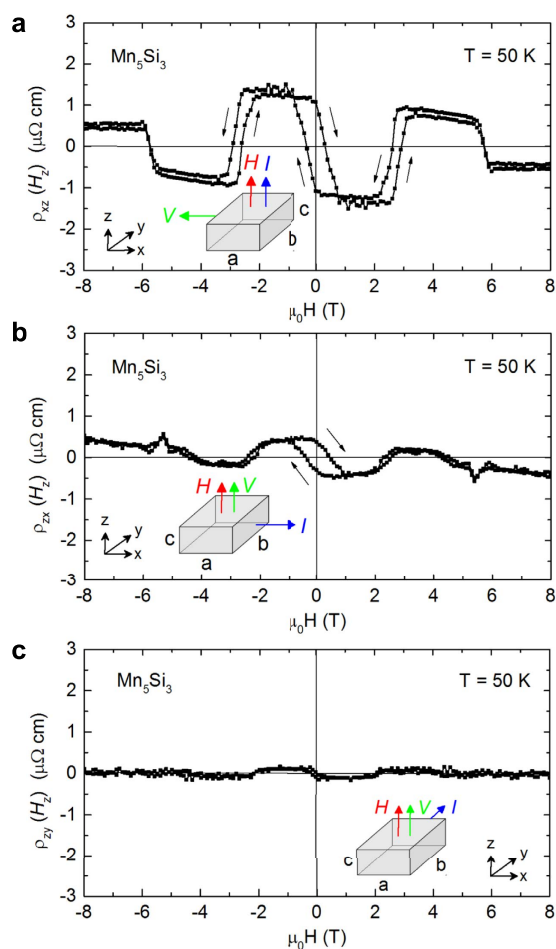 a
Mn₅Si₃ T = 50 K
ρxz (Hz) (μΩ cm)
3
2
1
0
-1
-2
-3
H I
V
c
b
a
z y
x
-8 -6 -4 -2 0 2 4 6 8
μ₀H (T)
b
Mn₅Si₃ T = 50 K
ρzx (Hz) (μΩ cm)
3
2
1
0
-1
-2
-3
H V
I
c
b
a
z y
x
-8 -6 -4 -2 0 2 4 6 8
μ₀H (T)
c
Mn₅Si₃ T = 50 K
ρzy (Hz) (μΩ cm)
3
2
1
0
-1
-2
-3
H V I
c
b
a
z y
x
-8 -6 -4 -2 0 2 4 6 8
μ₀H (T)